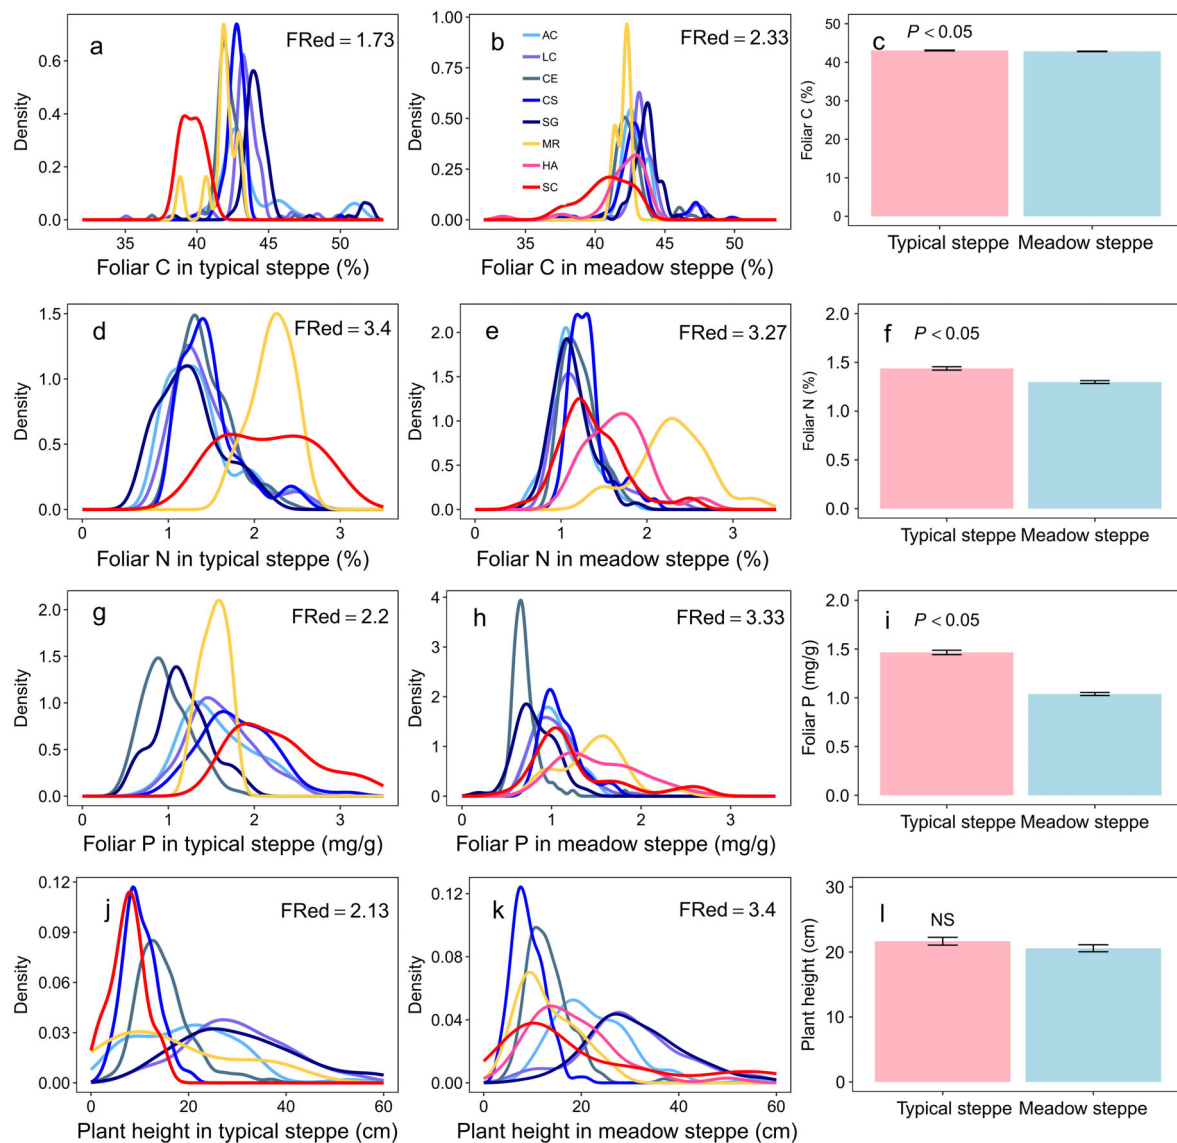 a
FRed = 1.73
Density
0.6
0.4
0.2
0.0
35 40 45 50
Foliar C in typical steppe (%)
b
FRed = 2.33
AC
LC
CE
CS
SG
MR
HA
SC
Density
1.00
0.75
0.50
0.25
0.00
35 40 45 50
Foliar C in meadow steppe (%)
c
P < 0.05
Foliar C (%)
50
40
30
20
10
0
Typical steppe Meadow steppe
d
FRed = 3.4
Density
1.5
1.0
0.5
0.0
0 1 2 3
Foliar N in typical steppe (%)
e
FRed = 3.27
Density
2.0
1.5
1.0
0.5
0.0
0 1 2 3
Foliar N in meadow steppe (%)
f
P < 0.05
Foliar N (%)
2.0
1.5
1.0
0.5
0.0
Typical steppe Meadow steppe
g
FRed = 2.2
Density
2.0
1.5
1.0
0.5
0.0
0 1 2 3
Foliar P in typical steppe (mg/g)
h
FRed = 3.33
Density
4
3
2
1
0
0 1 2 3
Foliar P in meadow steppe (mg/g)
i
P < 0.05
Foliar P (mg/g)
2.0
1.5
1.0
0.5
0.0
Typical steppe Meadow steppe
j
FRed = 2.13
Density
0.12
0.09
0.06
0.03
0.00
0 20 40 60
Plant height in typical steppe (cm)
k
FRed = 3.4
Density
0.12
0.08
0.04
0.00
0 20 40 60
Plant height in meadow steppe (cm)
l
NS
Plant height (cm)
30
20
10
0
Typical steppe Meadow steppe